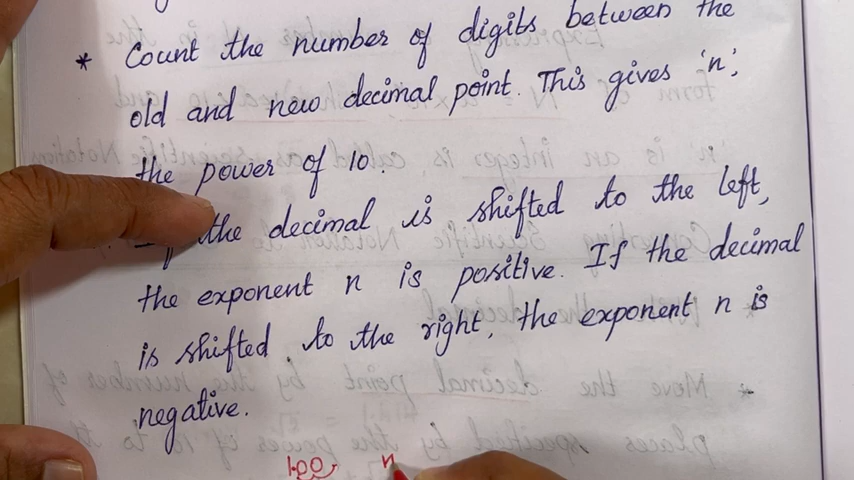 * Count the number of digits between the
old and new decimal point. This gives 'n',
the power of 10.
If the decimal is shifted to the left,
the exponent n is positive. If the decimal
is shifted to the right, the exponent n is
negative.
100 n